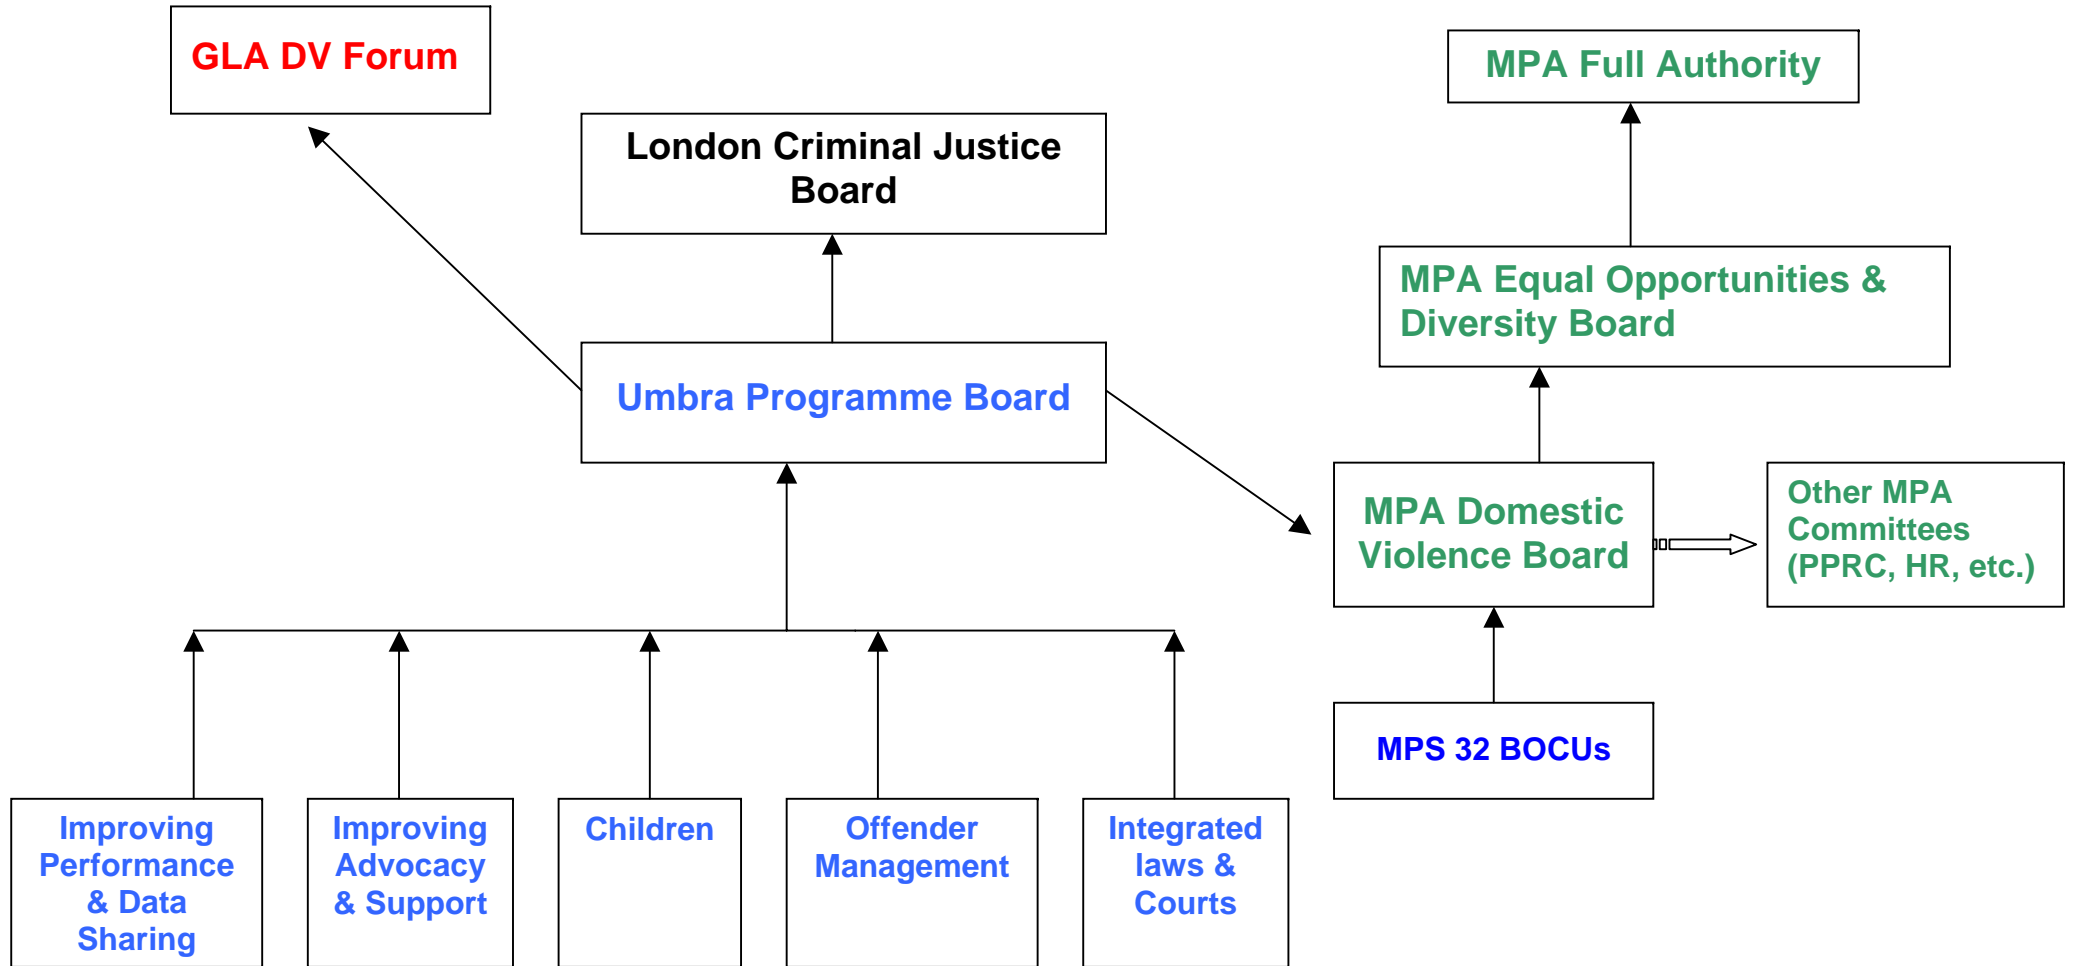 GLA DV Forum
MPA Full Authority
London Criminal Justice
Board
MPA Equal Opportunities &
Diversity Board
Umbra Programme Board
MPA Domestic
Violence Board
Other MPA
Committees
(PPRC, HR, etc.)
MPS 32 BOCUs
Improving
Performance
& Data
Sharing
Improving
Advocacy
& Support
Children
Offender
Management
Integrated
laws &
Courts